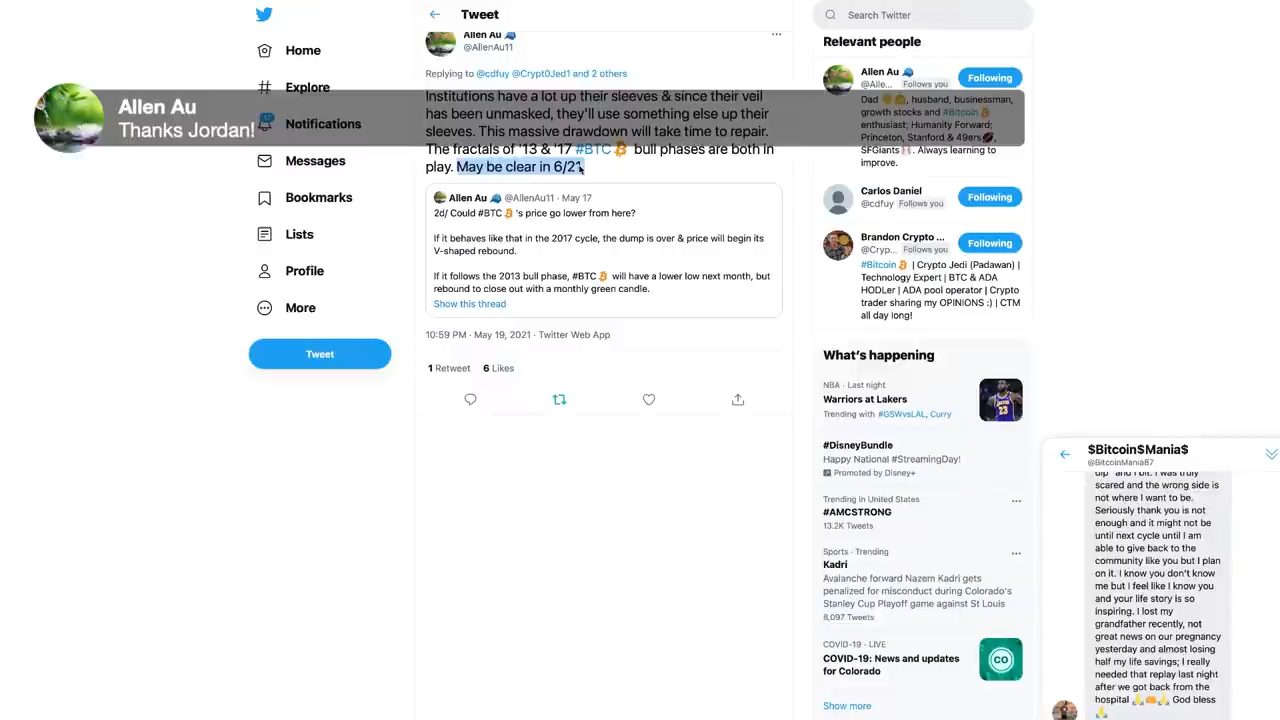 Home
Explore
Notifications
Messages
Bookmarks
Lists
Profile
More
Tweet
Allen Au
Thanks Jordan!
Tweet
Allen Au
@AllenAu11
Replying to @cdfuy @Crypt0Jed1 and 2 others
Institutions have a lot up their sleeves & since their veil
has been unmasked, they'll use something else up their
sleeves. This massive drawdown will take time to repair.
The fractals of '13 & '17 #BTC bull phases are both in
play. May be clear in 6/21.
Allen Au @AllenAu11 · May 17
2d/ Could #BTC 's price go lower from here?
If it behaves like that in the 2017 cycle, the dump is over & price will begin its
V-shaped rebound.
If it follows the 2013 bull phase, #BTC will have a lower low next month, but
rebound to close out with a monthly green candle.
Show this thread
10:59 PM · May 19, 2021 · Twitter Web App
1 Retweet 6 Likes
Search Twitter
Relevant people
Allen Au
@Alle... Follows you
Following
Dad , husband, businessman,
growth stocks and #Bitcoin
enthusiast; Humanity Forward;
Princeton, Stanford & 49ers ,
SFGiants . Always learning to
improve.
Carlos Daniel
@cdfuy Follows you
Following
Brandon Crypto ...
@Cryp... Follows you
Following
#Bitcoin | Crypto Jedi (Padawan) |
Technology Expert | BTC & ADA
HODLer | ADA pool operator | Crypto
trader sharing my OPINIONS :) | CTM
all day long!
What's happening
NBA · Last night
Warriors at Lakers
Trending with #GSWvsLAL, Curry
#DisneyBundle
Happy National #StreamingDay!
Promoted by Disney+
Trending in United States
#AMCSTRONG
13.2K Tweets
Sports · Trending
Kadri
Avalanche forward Nazem Kadri gets
penalized for misconduct during Colorado's
Stanley Cup Playoff game against St Louis
8,097 Tweets
COVID-19 · LIVE
COVID-19: News and updates
for Colorado
Show more
$Bitcoin$Mania$
@BitcoinMania87
dip" and I bit. I was truly
scared and the wrong side is
not where I want to be.
Seriously thank you is not
enough and it might not be
until next cycle until I am
able to give back to the
community like you but I plan
on it. I know you don't know
me but I feel like I know you
and your life story is so
inspiring. I lost my
grandfather recently, not
great news on our pregnancy
yesterday and almost losing
half my life savings; I really
needed that replay last night
after we got back from the
hospital God bless